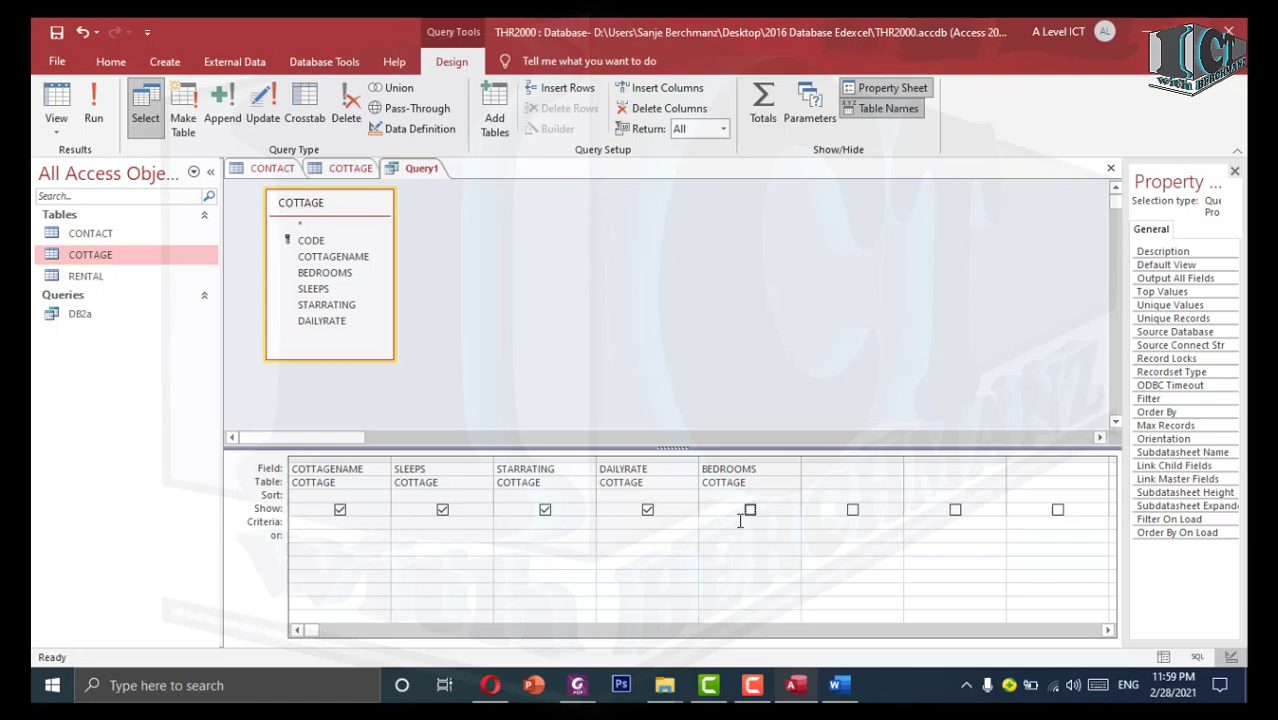 Query Tools
THR2000 : Database- D:\Users\Sanje Berchmanz\Desktop\2016 Database Edexcel\THR2000.accdb (Access 20...
A Level ICT
AL
File
Home
Create
External Data
Database Tools
Help
Design
Tell me what you want to do
View
Run
Select
Make Table
Append
Update
Crosstab
Delete
Union
Pass-Through
Data Definition
Add Tables
Insert Rows
Delete Rows
Builder
Insert Columns
Delete Columns
Return: All
Totals
Parameters
Property Sheet
Table Names
Results
Query Type
Query Setup
Show/Hide
All Access Obje...
Search...
Tables
CONTACT
COTTAGE
RENTAL
Queries
DB2a
CONTACT
COTTAGE
Query1
COTTAGE
*
CODE
COTTAGENAME
BEDROOMS
SLEEPS
STARRATING
DAILYRATE
Field: COTTAGENAME SLEEPS STARRATING DAILYRATE BEDROOMS
Table: COTTAGE COTTAGE COTTAGE COTTAGE COTTAGE
Sort:
Show:
Criteria:
or:
Property ...
Selection type: Que
Pro
General
Description
Default View
Output All Fields
Top Values
Unique Values
Unique Records
Source Database
Source Connect Str
Record Locks
Recordset Type
ODBC Timeout
Filter
Order By
Max Records
Orientation
Subdatasheet Name
Link Child Fields
Link Master Fields
Subdatasheet Height
Subdatasheet Expand
Filter On Load
Order By On Load
Ready
SQL
Type here to search
ENG
11:59 PM
2/28/2021
ICT
With BERCHMANZ